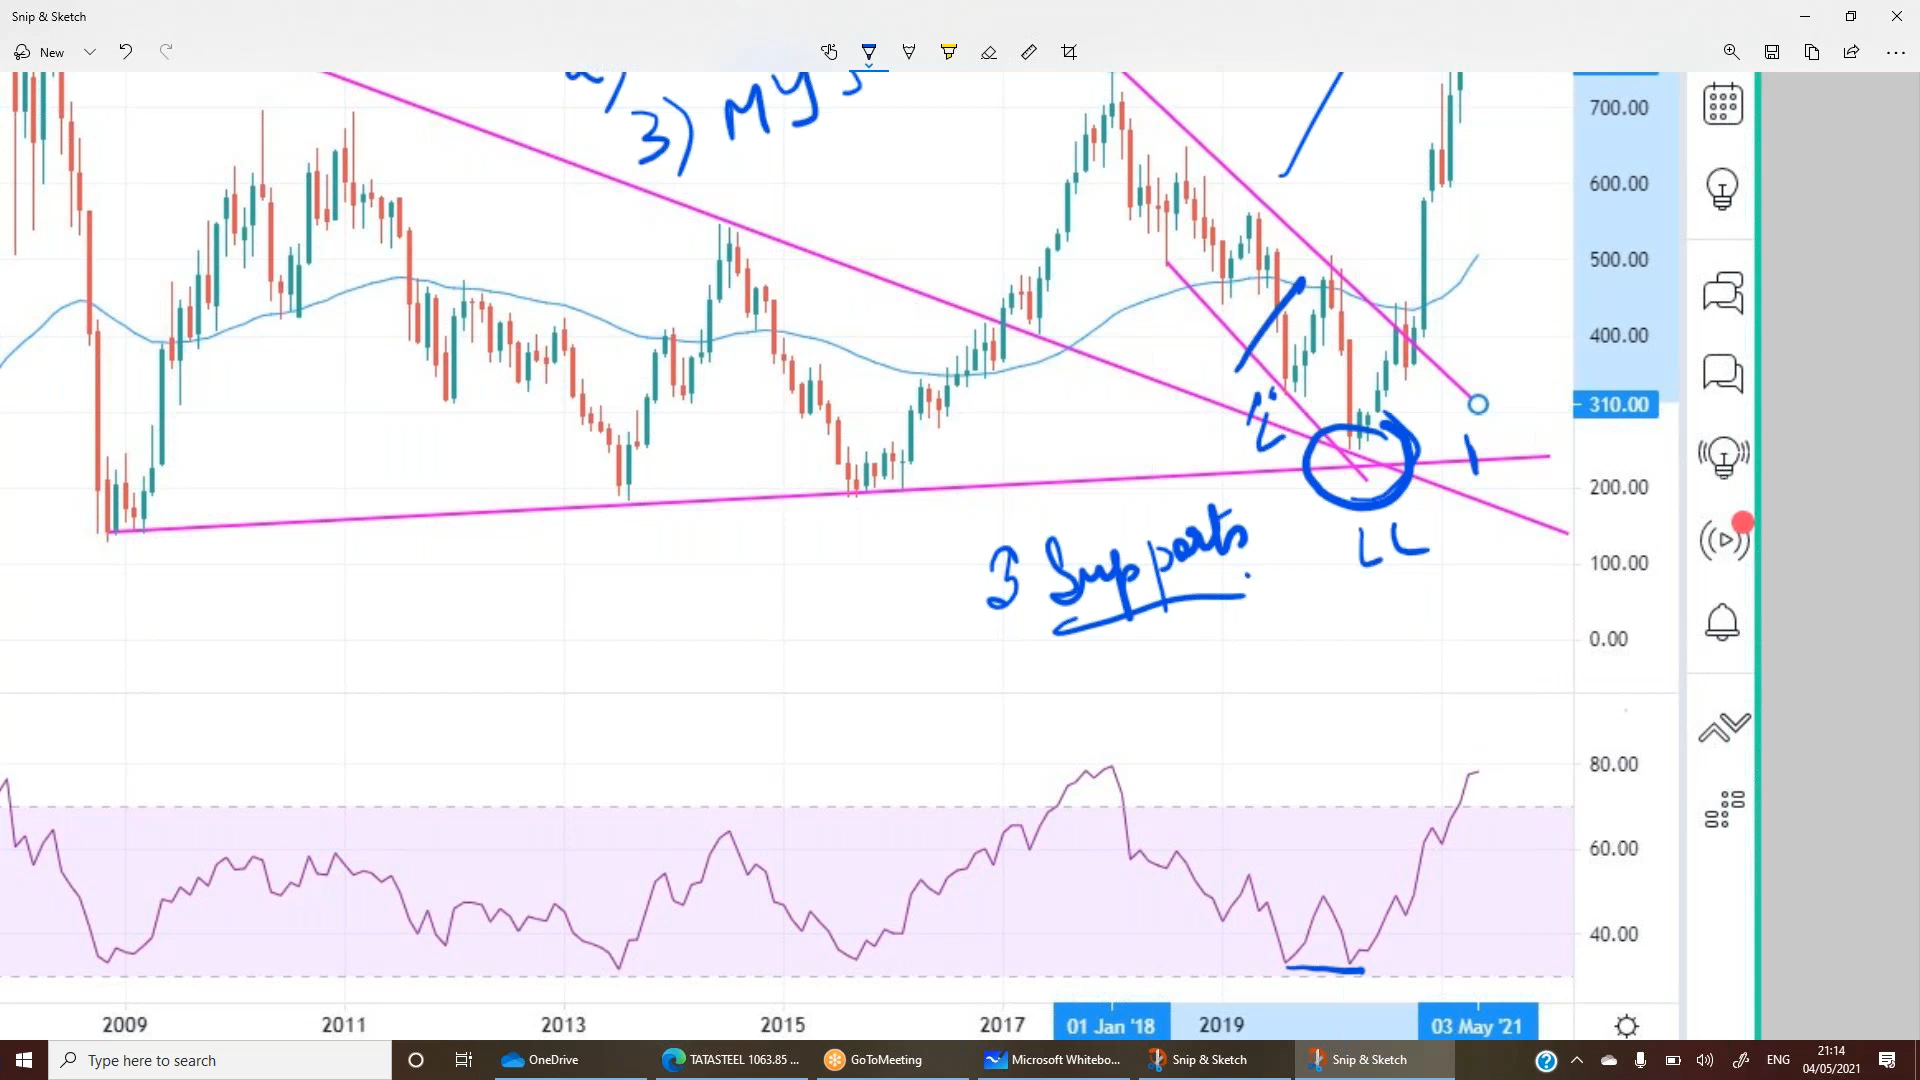 Snip & Sketch
New
3) MY
700.00
600.00
500.00
400.00
310.00
200.00
100.00
0.00
LL
3 Supports
80.00
60.00
40.00
2009
2011
2013
2015
2017
01 Jan '18
2019
03 May '21
Type here to search
OneDrive
TATASTEEL 1063.85 ...
GoToMeeting
Microsoft Whitebo...
Snip & Sketch
Snip & Sketch
ENG
21:14
04/05/2021